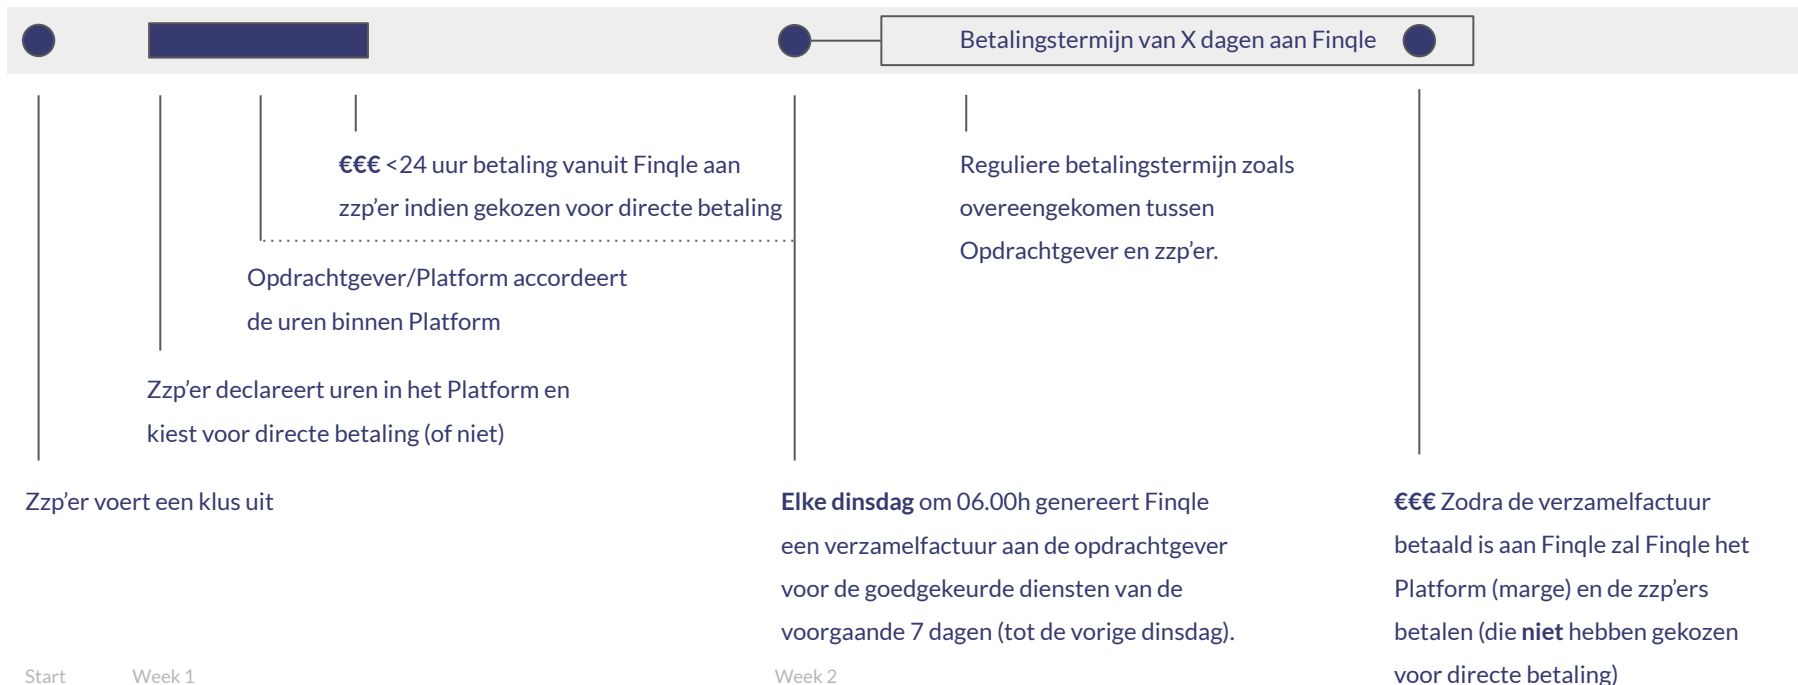 Betalingstermijn van X dagen aan Finqle
€€€ <24 uur betaling vanuit Finqle aan
zzp’er indien gekozen voor directe betaling
Reguliere betalingstermijn zoals
overeengekomen tussen
Opdrachtgever en zzp’er.
Opdrachtgever/Platform accordeert
de uren binnen Platform
Zzp’er declareert uren in het Platform en
kiest voor directe betaling (of niet)
Zzp’er voert een klus uit
Elke dinsdag om 06.00h genereert Finqle
een verzamelfactuur aan de opdrachtgever
voor de goedgekeurde diensten van de
voorgaande 7 dagen (tot de vorige dinsdag).
€€€ Zodra de verzamelfactuur
betaald is aan Finqle zal Finqle het
Platform (marge) en de zzp’ers
betalen (die niet hebben gekozen
voor directe betaling)
Start
Week 1
Week 2